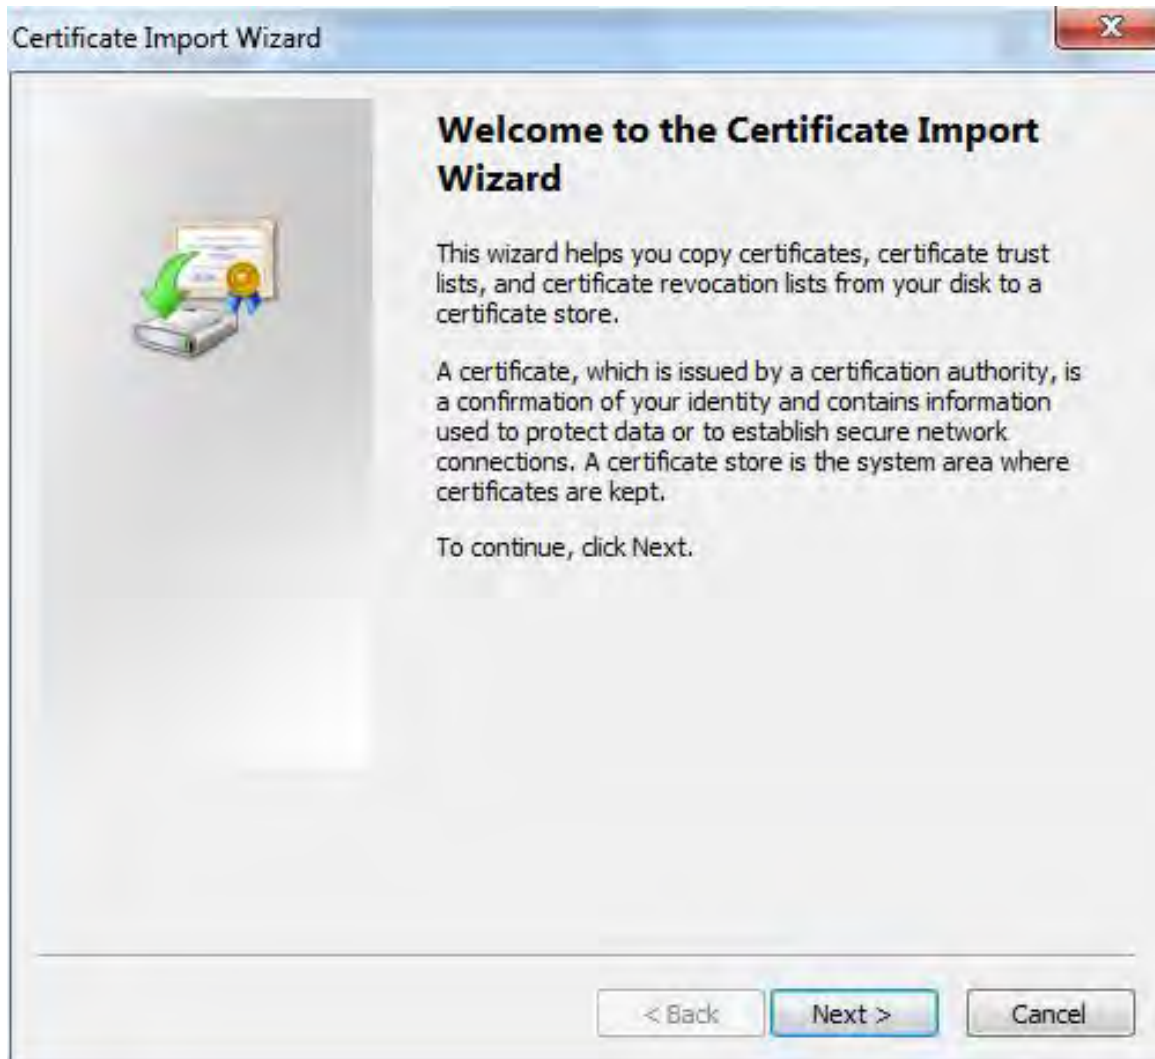 Certificate Import Wizard
X
Welcome to the Certificate Import
Wizard
This wizard helps you copy certificates, certificate trust
lists, and certificate revocation lists from your disk to a
certificate store.
A certificate, which is issued by a certification authority, is
a confirmation of your identity and contains information
used to protect data or to establish secure network
connections. A certificate store is the system area where
certificates are kept.
To continue, click Next.
< Back Next > Cancel